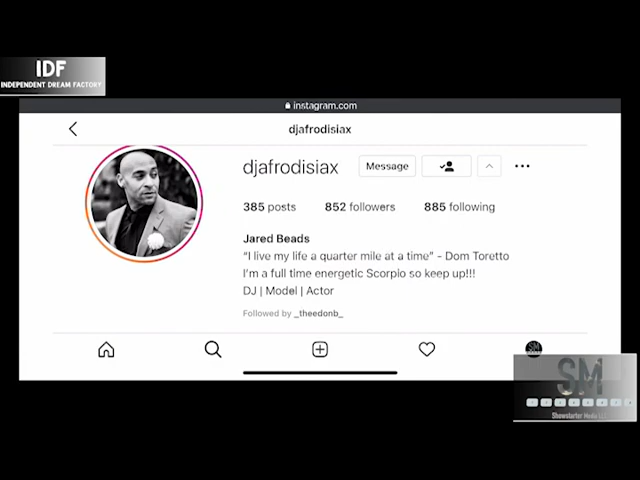 IDF
INDEPENDENT DREAM FACTORY
instagram.com
djafrodisiax
djafrodisiax Message
385 posts 852 followers 885 following
Jared Beads
“I live my life a quarter mile at a time” - Dom Toretto
I’m a full time energetic Scorpio so keep up!!!
DJ | Model | Actor
Followed by _theedonb_
SM
SM
Showstarter Media